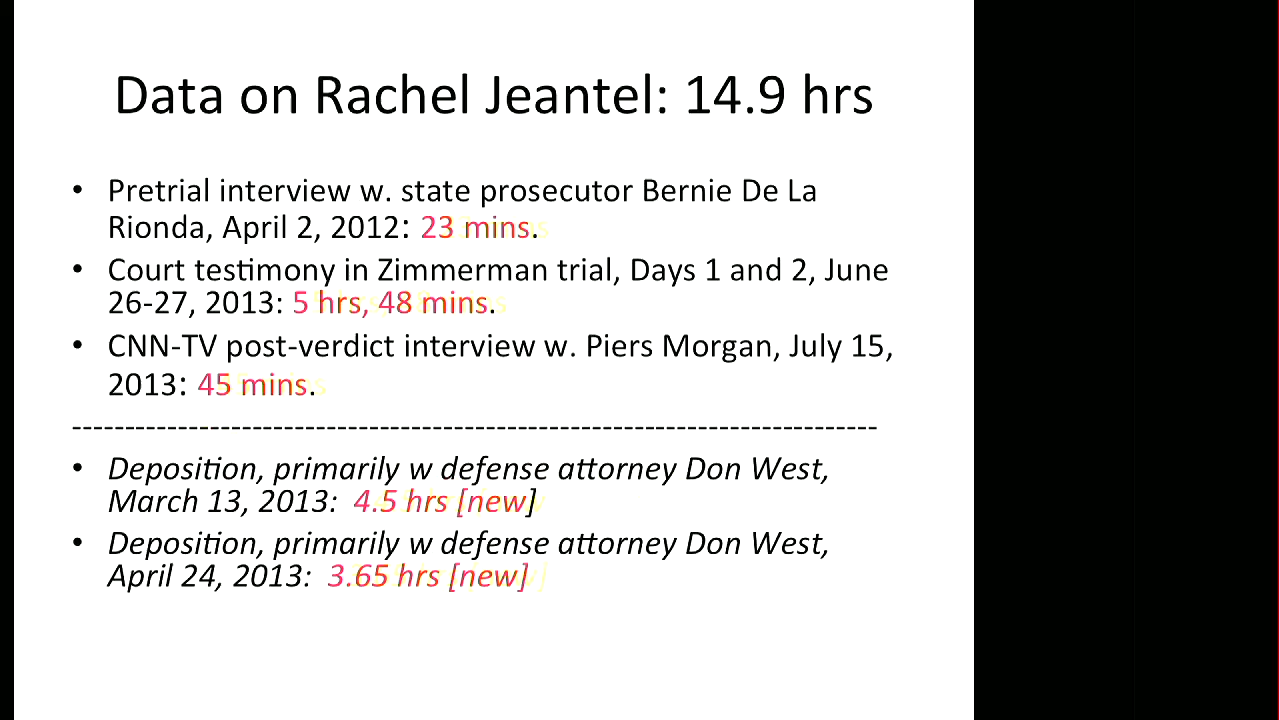 Data on Rachel Jeantel: 14.9 hrs
• Pretrial interview w. state prosecutor Bernie De La
Rionda, April 2, 2012: 23 mins.
• Court testimony in Zimmerman trial, Days 1 and 2, June
26-27, 2013: 5 hrs, 48 mins.
• CNN-TV post-verdict interview w. Piers Morgan, July 15,
2013: 45 mins.
----------------------------------------------------------------------------
• Deposition, primarily w defense attorney Don West,
March 13, 2013: 4.5 hrs [new]
• Deposition, primarily w defense attorney Don West,
April 24, 2013: 3.65 hrs [new]